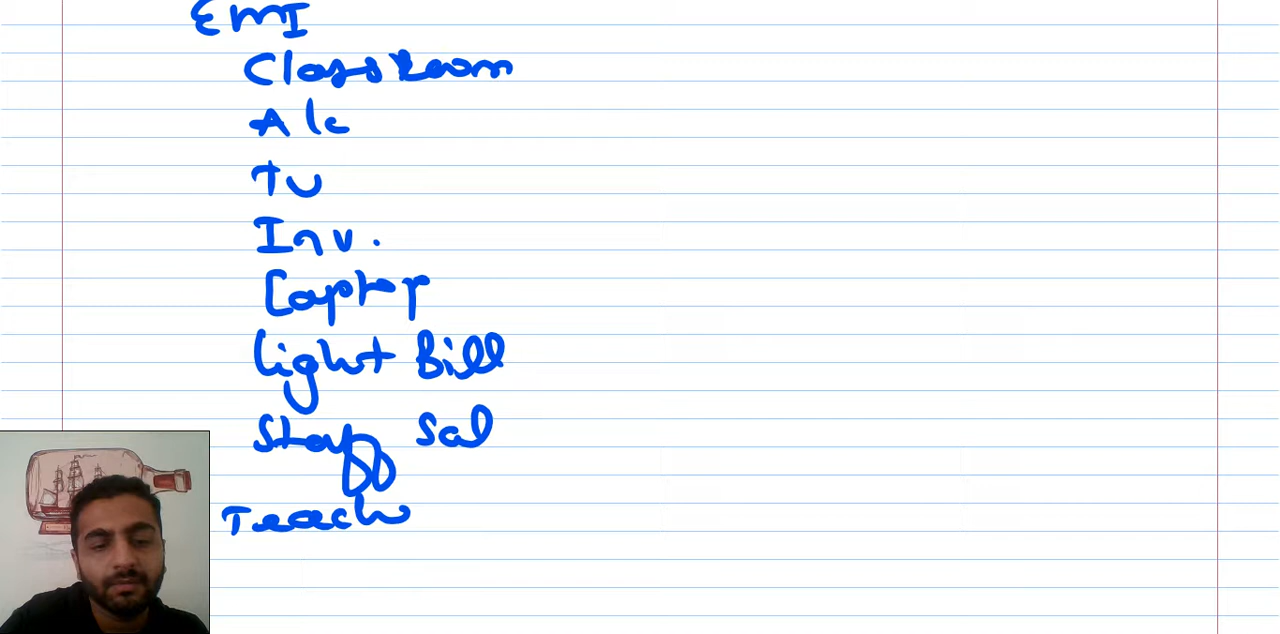 EMI
Classroom
A/c
TV
Inv.
Laptop
Light Bill
Staff Sal
Teach